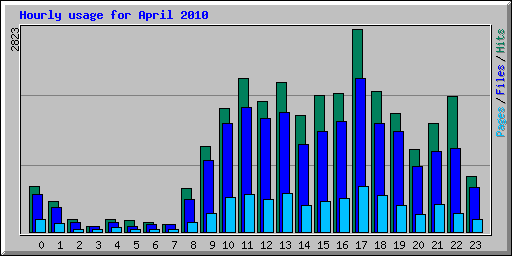 Hourly usage for April 2010
2823
Pages/Files/Hits
0 1 2 3 4 5 6 7 8 9 10 11 12 13 14 15 16 17 18 19 20 21 22 23